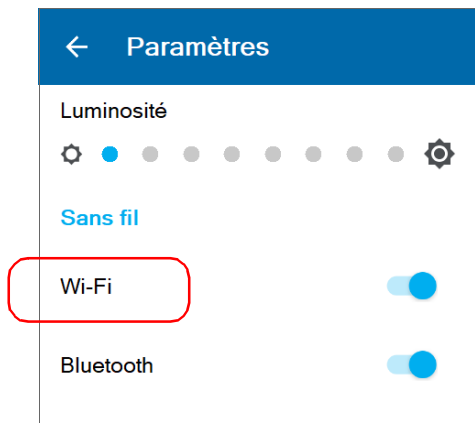 Paramètres
Luminosité
Sans fil
Wi-Fi
Bluetooth